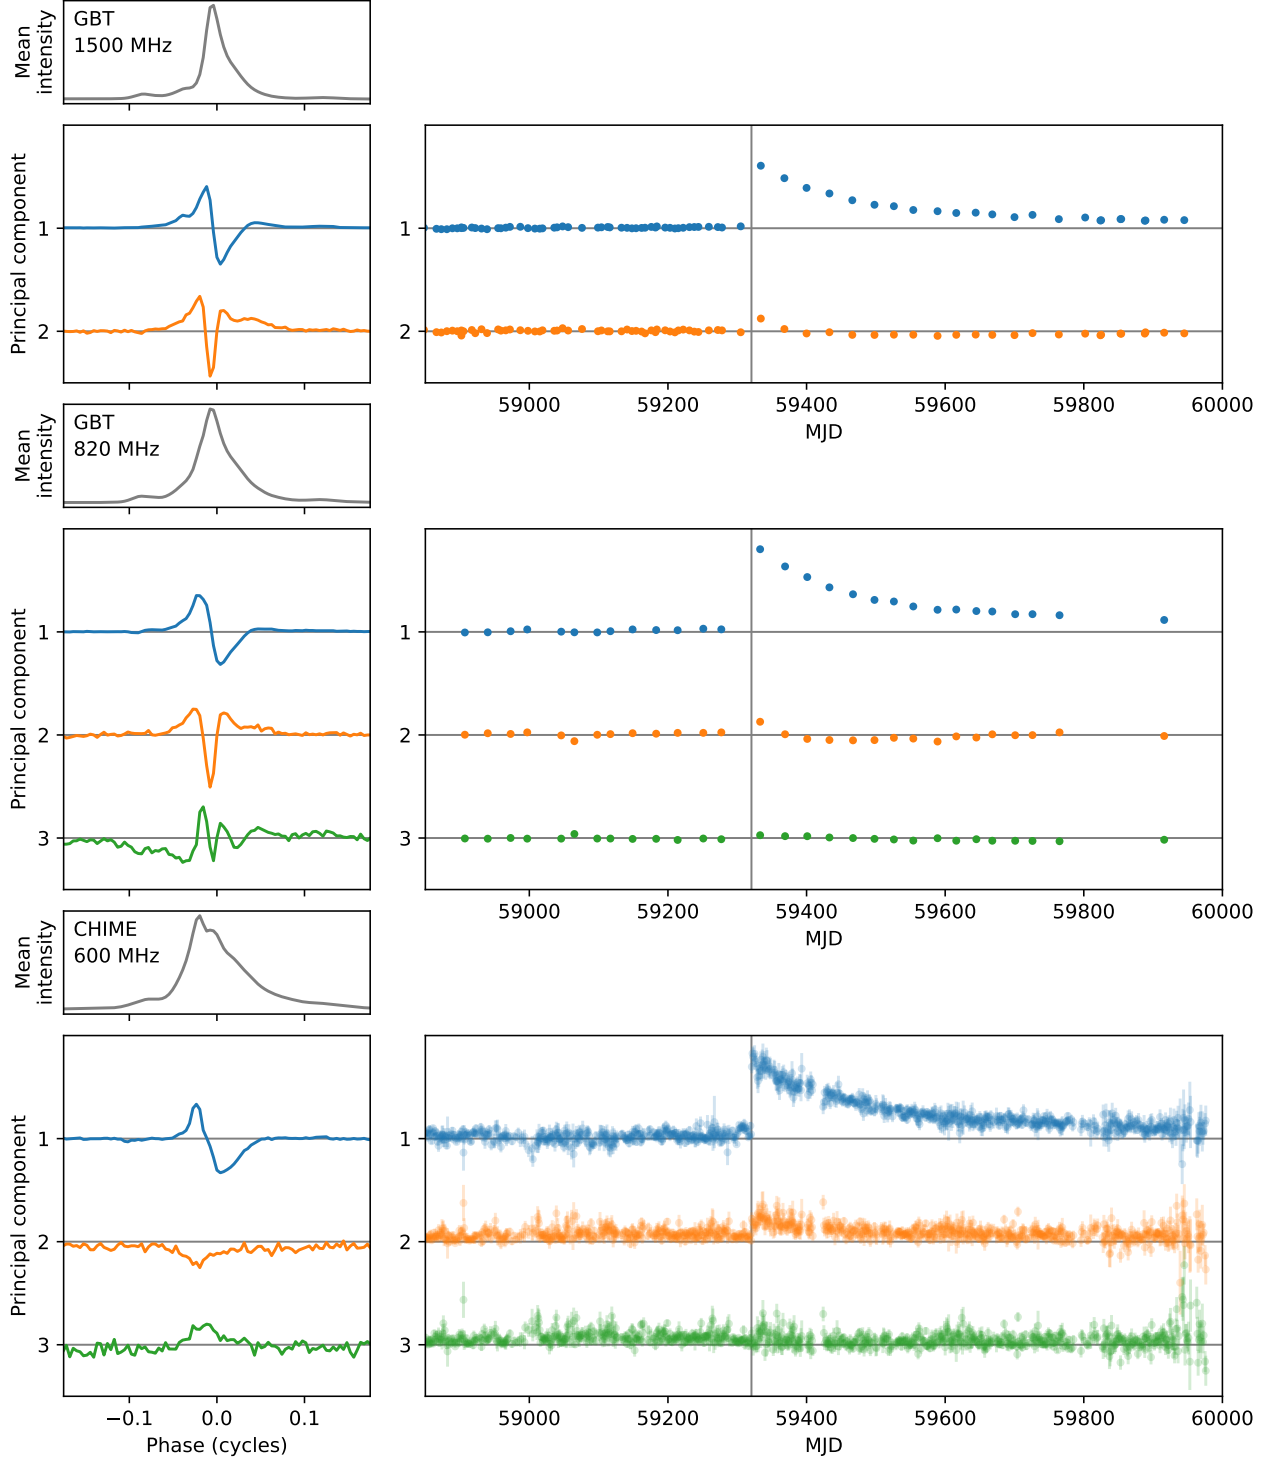 Mean
intensity
GBT
1500 MHz
Principal component
1
2
1
2
59000 59200 59400 59600 59800 60000
MJD
Mean
intensity
GBT
820 MHz
Principal component
1
2
3
1
2
3
59000 59200 59400 59600 59800 60000
MJD
Mean
intensity
CHIME
600 MHz
Principal component
1
2
3
−0.1 0.0 0.1
Phase (cycles)
1
2
3
59000 59200 59400 59600 59800 60000
MJD